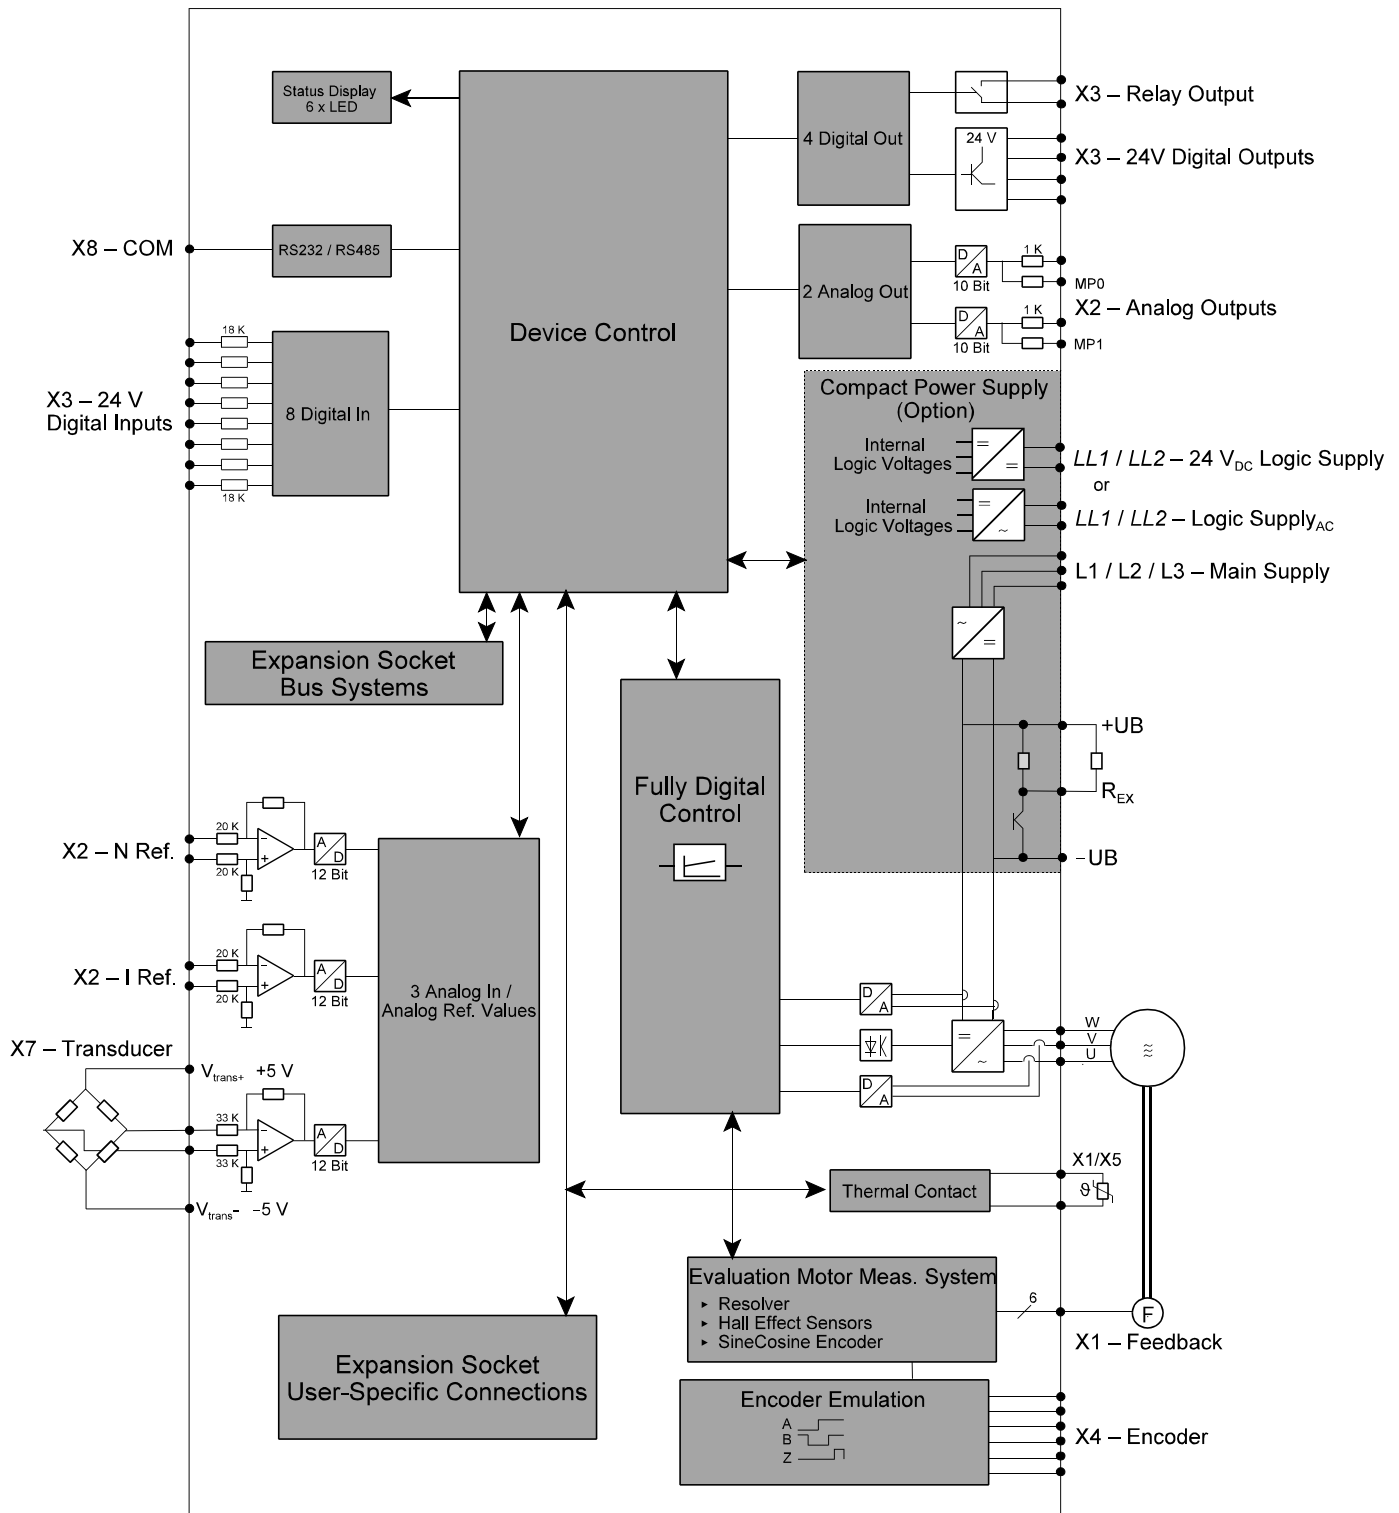 Status Display
6 x LED
4 Digital Out
X3 – Relay Output
24 V
X3 – 24V Digital Outputs
X8 – COM
RS232 / RS485
Device Control
2 Analog Out
D
A
10 Bit
1 K
MP0
X2 – Analog Outputs
D
A
10 Bit
1 K
MP1
18 K
X3 – 24 V
Digital Inputs
8 Digital In
18 K
Compact Power Supply
(Option)
Internal
Logic Voltages
=
=
LL1 / LL2 – 24 VDC Logic Supply
or
Internal
Logic Voltages
=
~
LL1 / LL2 – Logic SupplyAC
L1 / L2 / L3 – Main Supply
~
=
Expansion Socket
Bus Systems
+UB
REX
–UB
Fully Digital
Control
X2 – N Ref.
20 K
20 K
–
+
A
D
12 Bit
X2 – I Ref.
20 K
20 K
–
+
A
D
12 Bit
3 Analog In /
Analog Ref. Values
D
A
=
~
W
V
U
≈
D
A
X7 – Transducer
Vtrans+ +5 V
33 K
33 K
–
+
A
D
12 Bit
Vtrans- –5 V
Thermal Contact
X1/X5
ϑ
Evaluation Motor Meas. System
▸ Resolver
▸ Hall Effect Sensors
▸ SineCosine Encoder
6
F
X1 – Feedback
Expansion Socket
User-Specific Connections
Encoder Emulation
A
B
Z
X4 – Encoder